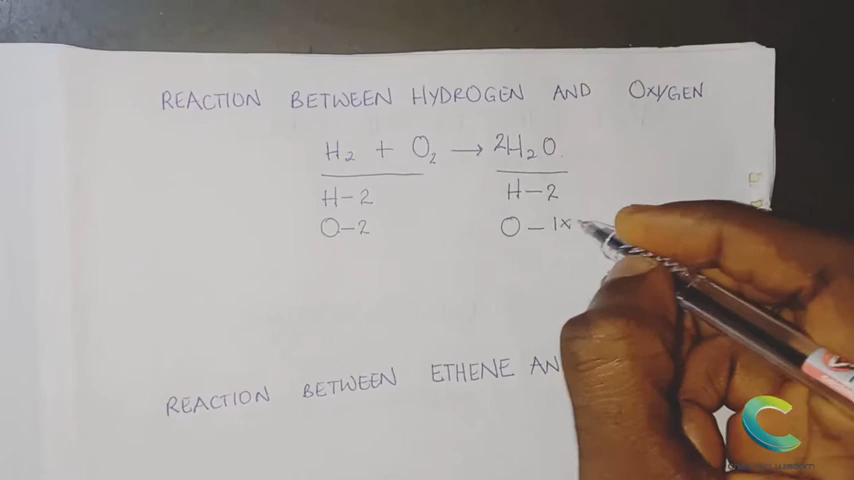 REACTION BETWEEN HYDROGEN AND OXYGEN
H₂ + O₂ → 2H₂O
H-2 H-2
O-2 O-1x
REACTION BETWEEN ETHENE AN